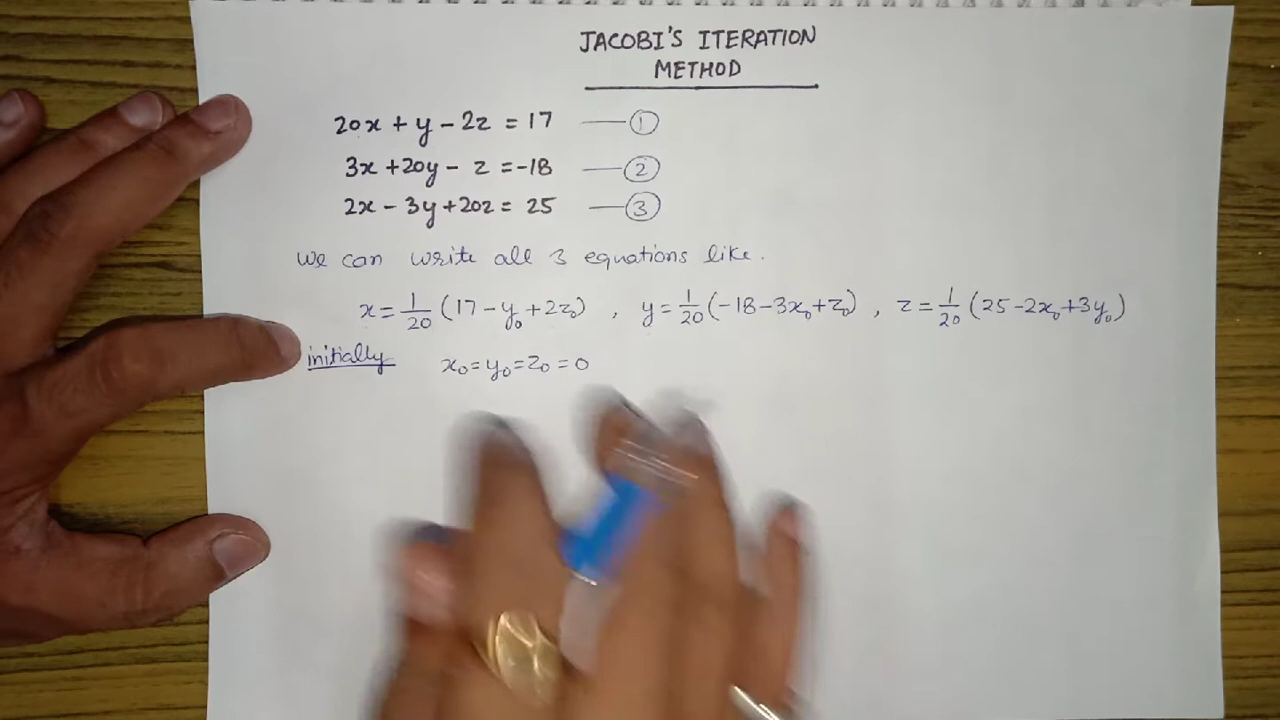 JACOBI'S ITERATION
METHOD
20x + y - 2z = 17 —— ①
3x + 20y - z = -18 —— ②
2x - 3y + 20z = 25 —— ③
We can write all 3 equations like.
x = 1/20 (17 - y₀ + 2z₀) , y = 1/20 (-18 - 3x₀ + z₀) , z = 1/20 (25 - 2x₀ + 3y₀)
initially x₀ = y₀ = z₀ = 0